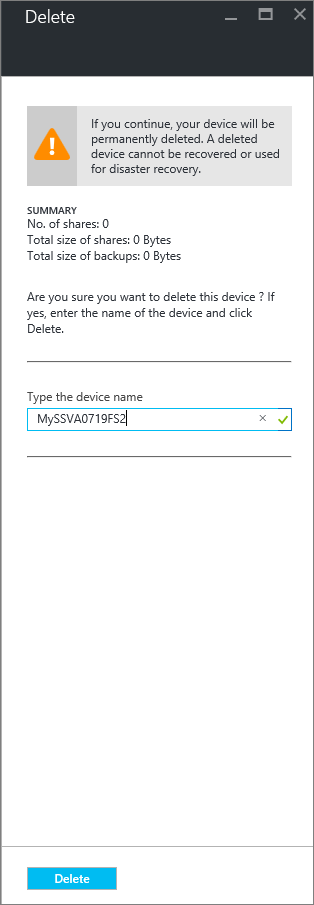 Delete
If you continue, your device will be
permanently deleted. A deleted
device cannot be recovered or used
for disaster recovery.
SUMMARY
No. of shares: 0
Total size of shares: 0 Bytes
Total size of backups: 0 Bytes
Are you sure you want to delete this device ? If
yes, enter the name of the device and click
Delete.
Type the device name
MySSVA0719FS2
Delete